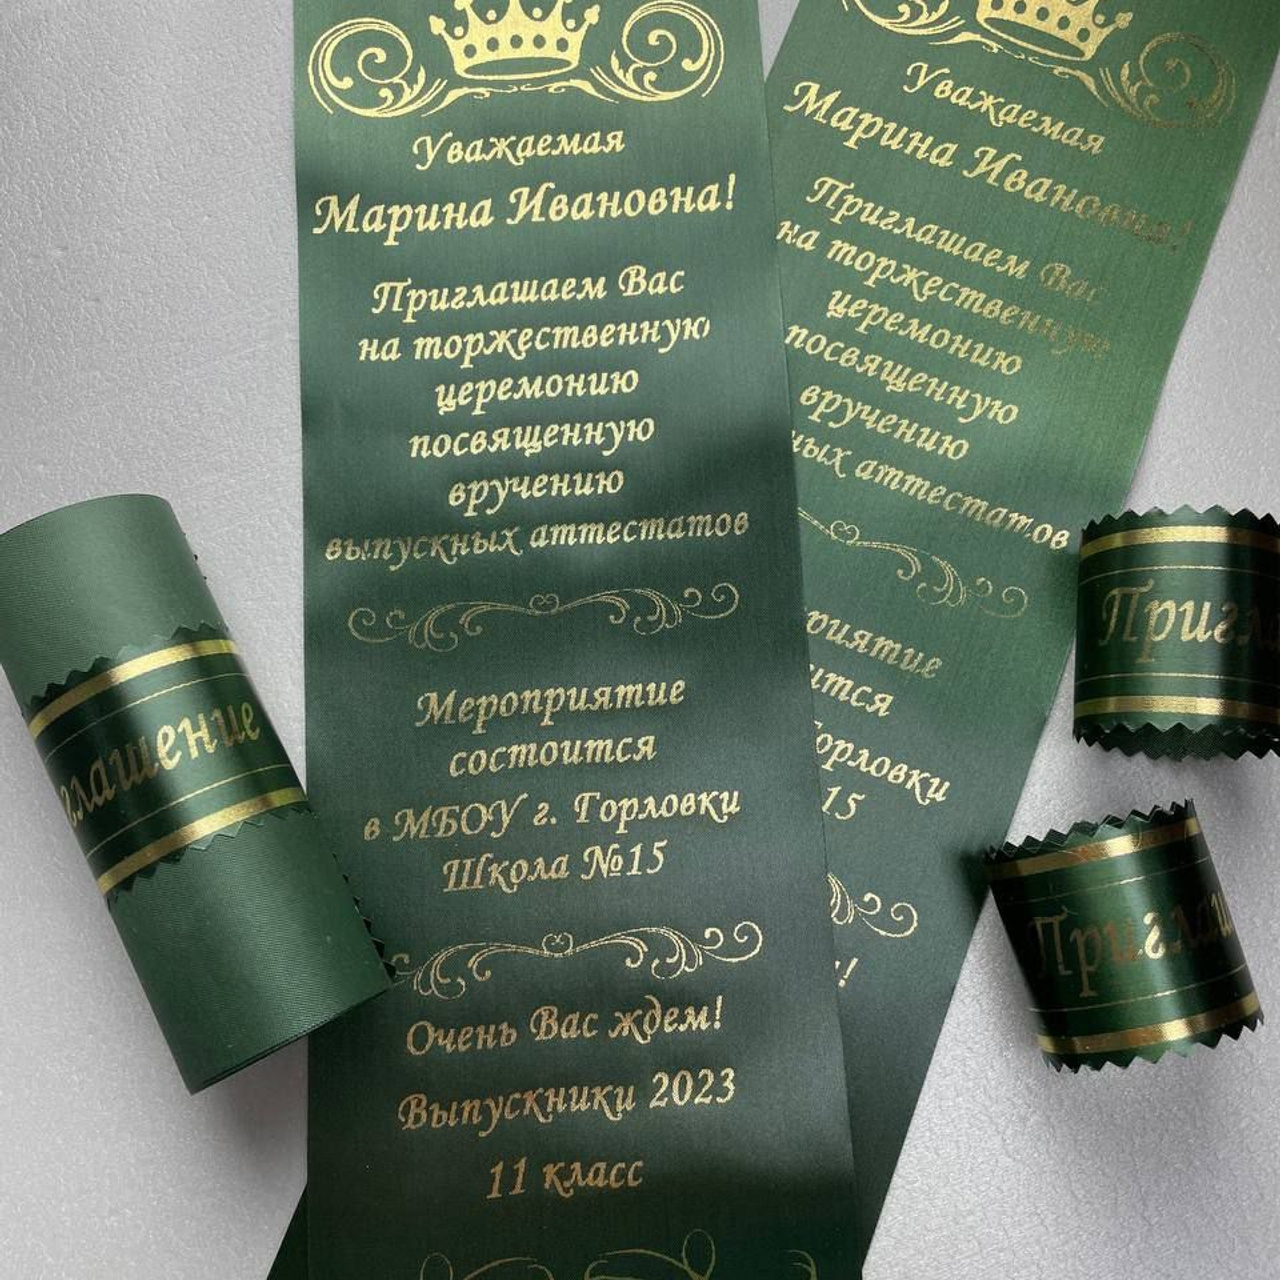 Уважаемая
Марина Ивановна!
Приглашаем Вас
на торжественную
церемонию
посвященную
вручению
выпускных аттестатов
Мероприятие
состоится
в МБОУ г. Горловки
Школа №15
Очень Вас ждем!
Выпускники 2023
11 класс
Уважаемая
Марина Ивановна!
Приглашаем Вас
на торжественную
церемонию
посвященную
вручению
ных аттестатов
риятие
ится
Горловки
15
глашение
Пригла
Приглаш